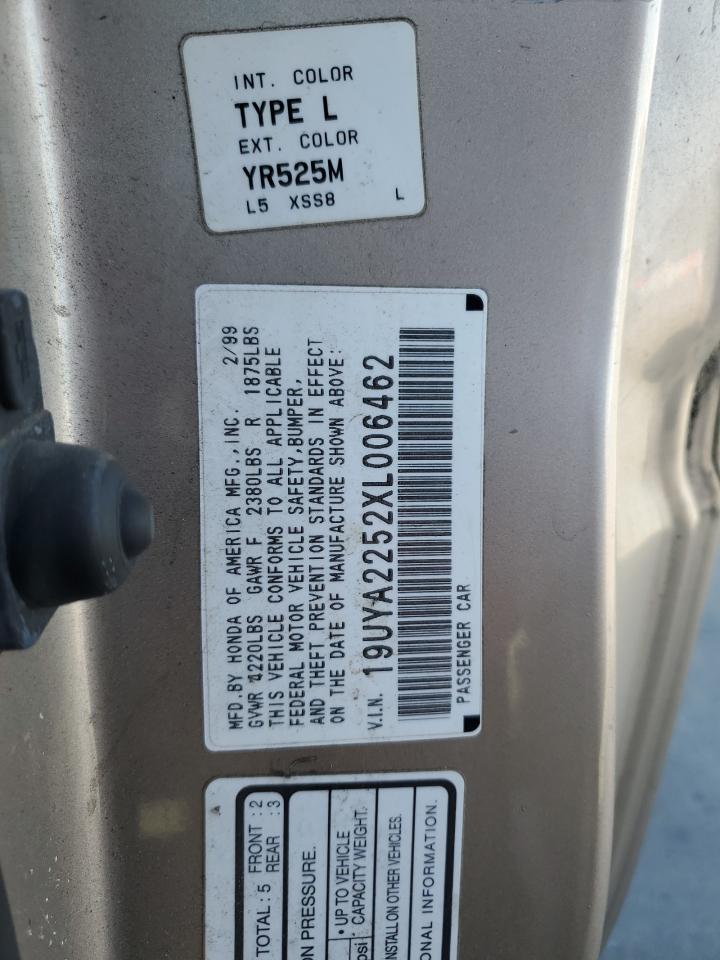 INT. COLOR
TYPE L
EXT. COLOR
YR525M
L5 XSS8 L
MFD.BY HONDA OF AMERICA MFG.,INC. 2/99
GVWR 4220LBS GAWR F 2380LBS R 1875LBS
THIS VEHICLE CONFORMS TO ALL APPLICABLE
FEDERAL MOTOR VEHICLE SAFETY,BUMPER,
AND THEFT PREVENTION STANDARDS IN EFFECT
ON THE DATE OF MANUFACTURE SHOWN ABOVE:
V.I.N. 19UYA2252XL006462
PASSENGER CAR
TOTAL:5 FRONT:2
REAR :3
PRESSURE.
• UP TO VEHICLE
CAPACITY WEIGHT.
INSTALL ON OTHER VEHICLES.
INFORMATION.